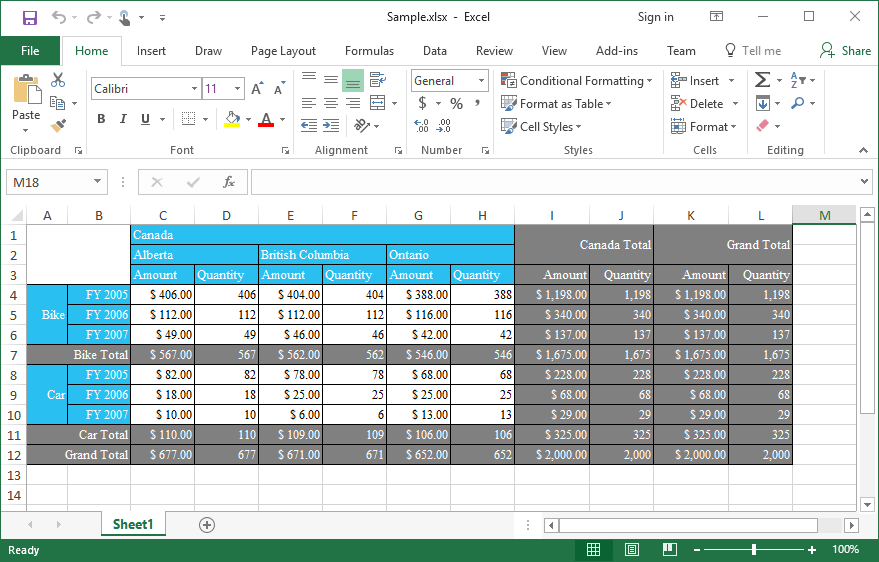 Sample.xlsx - Excel Sign in
File Home Insert Draw Page Layout Formulas Data Review View Add-ins Team Tell me Share
Paste
Calibri 11
B I U A A A
General
$ % ,
Conditional Formatting
Format as Table
Cell Styles
Insert
Delete
Format
Clipboard Font Alignment Number Styles Cells Editing
M18 fx
A B C D E F G H I J K L M
1 Canada Canada Total Grand Total
2 Alberta British Columbia Ontario
3 Amount Quantity Amount Quantity Amount Quantity Amount Quantity Amount Quantity
4 Bike FY 2005 $ 406.00 406 $ 404.00 404 $ 388.00 388 $ 1,198.00 1,198 $ 1,198.00 1,198
5 FY 2006 $ 112.00 112 $ 112.00 112 $ 116.00 116 $ 340.00 340 $ 340.00 340
6 FY 2007 $ 49.00 49 $ 46.00 46 $ 42.00 42 $ 137.00 137 $ 137.00 137
7 Bike Total $ 567.00 567 $ 562.00 562 $ 546.00 546 $ 1,675.00 1,675 $ 1,675.00 1,675
8 Car FY 2005 $ 82.00 82 $ 78.00 78 $ 68.00 68 $ 228.00 228 $ 228.00 228
9 FY 2006 $ 18.00 18 $ 25.00 25 $ 25.00 25 $ 68.00 68 $ 68.00 68
10 FY 2007 $ 10.00 10 $ 6.00 6 $ 13.00 13 $ 29.00 29 $ 29.00 29
11 Car Total $ 110.00 110 $ 109.00 109 $ 106.00 106 $ 325.00 325 $ 325.00 325
12 Grand Total $ 677.00 677 $ 671.00 671 $ 652.00 652 $ 2,000.00 2,000 $ 2,000.00 2,000
13
14
Sheet1
Ready 100%